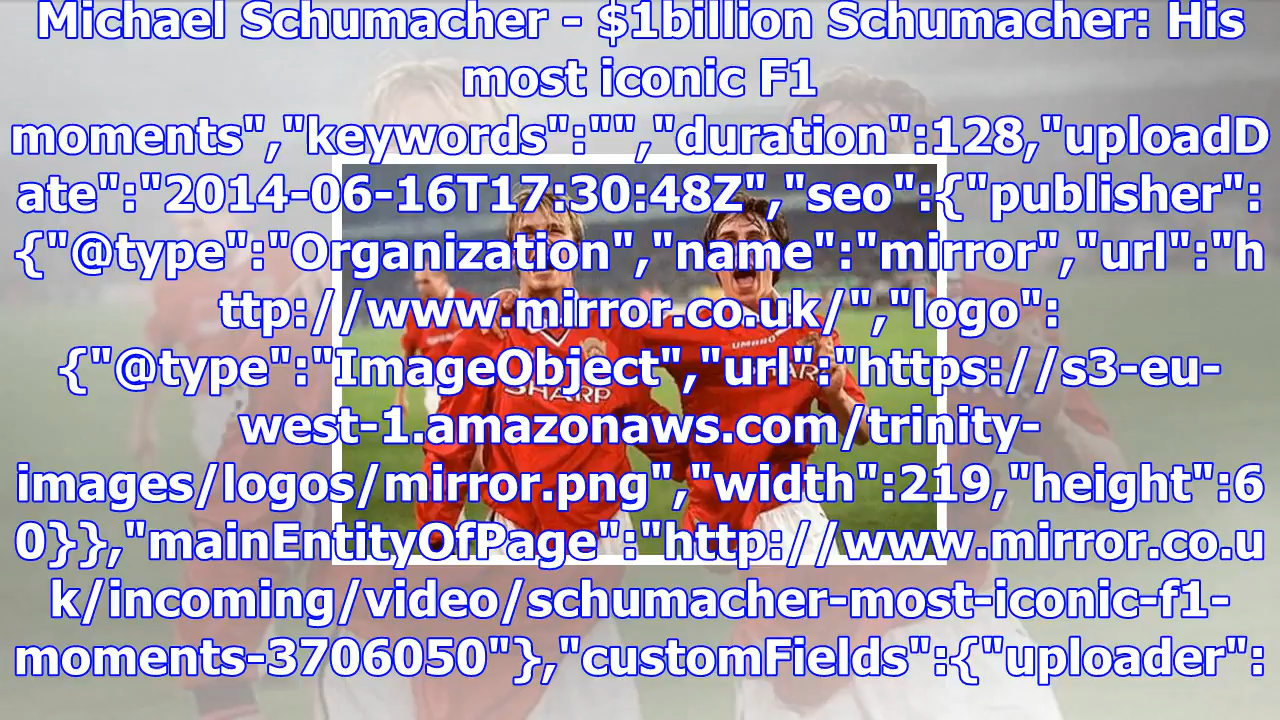 Michael Schumacher - $1billion Schumacher: His
most iconic F1
moments","keywords":"","duration":128,"uploadD
ate":"2014-06-16T17:30:48Z","seo":{"publisher":
{"@type":"Organization","name":"mirror","url":"h
ttp://www.mirror.co.uk/","logo":
{"@type":"ImageObject","url":"https://s3-eu-
west-1.amazonaws.com/trinity-
images/logos/mirror.png","width":219,"height":6
0}},"mainEntityOfPage":"http://www.mirror.co.u
k/incoming/video/schumacher-most-iconic-f1-
moments-3706050"},"customFields":{"uploader":
UMBRO
SHARP